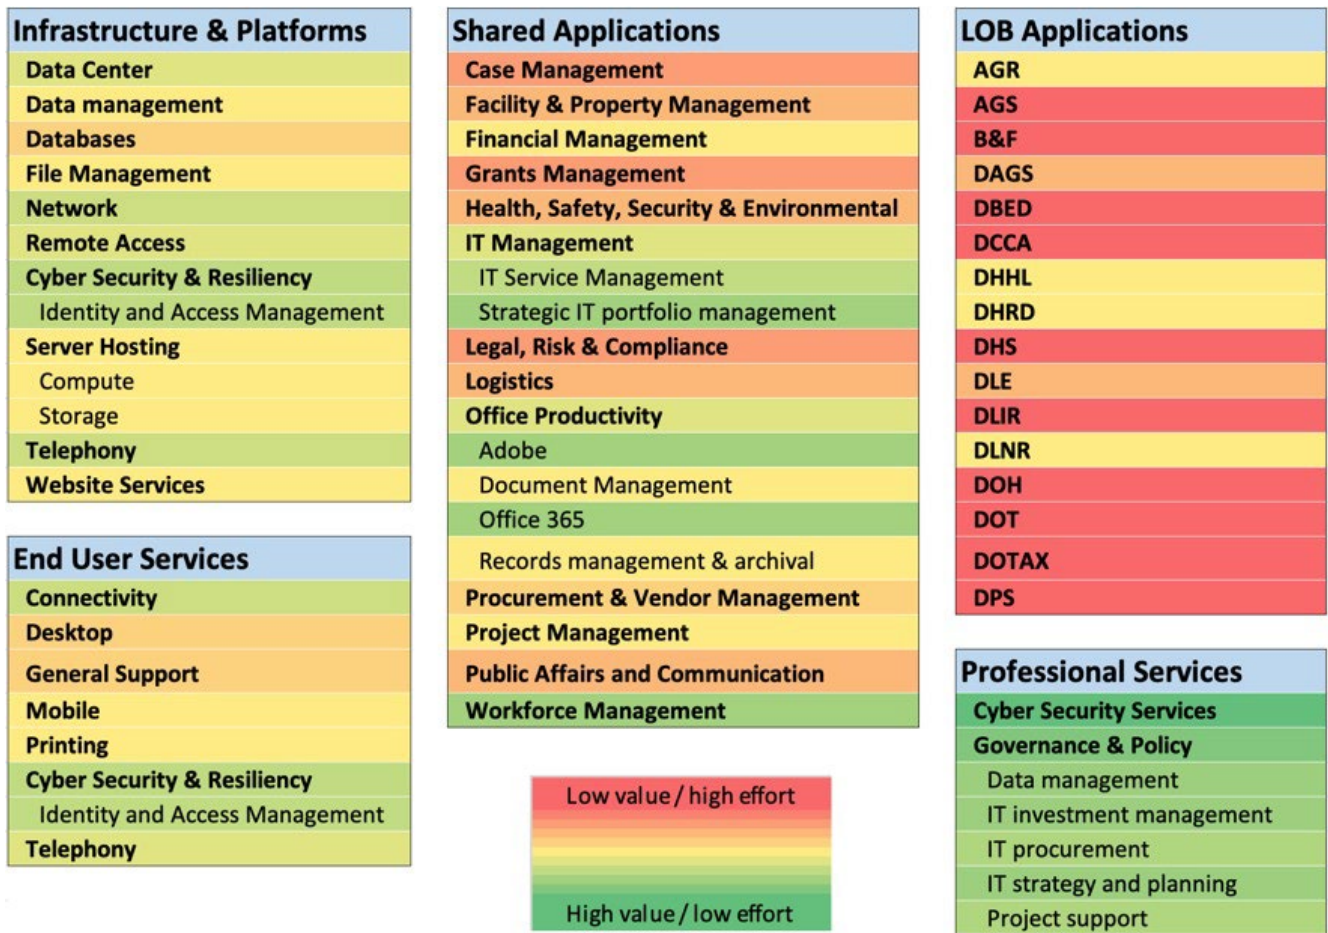 Infrastructure & Platforms
Data Center
Data management
Databases
File Management
Network
Remote Access
Cyber Security & Resiliency
Identity and Access Management
Server Hosting
Compute
Storage
Telephony
Website Services
End User Services
Connectivity
Desktop
General Support
Mobile
Printing
Cyber Security & Resiliency
Identity and Access Management
Telephony
Shared Applications
Case Management
Facility & Property Management
Financial Management
Grants Management
Health, Safety, Security & Environmental
IT Management
IT Service Management
Strategic IT portfolio management
Legal, Risk & Compliance
Logistics
Office Productivity
Adobe
Document Management
Office 365
Records management & archival
Procurement & Vendor Management
Project Management
Public Affairs and Communication
Workforce Management
Low value / high effort
High value / low effort
LOB Applications
AGR
AGS
B&F
DAGS
DBED
DCCA
DHHL
DHRD
DHS
DLE
DLIR
DLNR
DOH
DOT
DOTAX
DPS
Professional Services
Cyber Security Services
Governance & Policy
Data management
IT investment management
IT procurement
IT strategy and planning
Project support